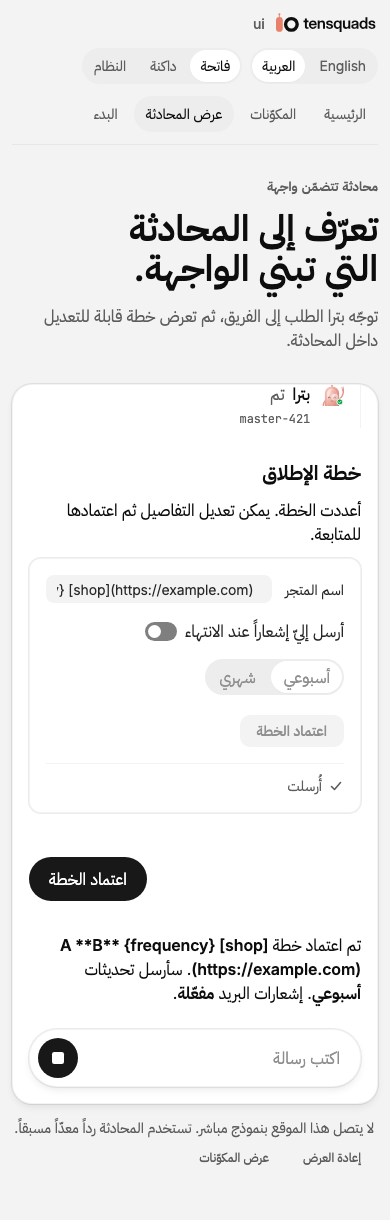 tensquads ui
English العربية فاتحة داكنة النظام
الرئيسية المكوّنات عرض المحادثة البدء
محادثة تتضمّن واجهة
تعرّف إلى المحادثة
التي تبني الواجهة.
توجّه بترا الطلب إلى الفريق، ثم تعرض خطة قابلة للتعديل
داخل المحادثة.
بترا تم
master-421
خطة الإطلاق
أعددت الخطة. يمكن تعديل التفاصيل ثم اعتمادها
للمتابعة.
اسم المتجر y} [shop](https://example.com)
أرسل إليّ إشعاراً عند الانتهاء
أسبوعي شهري
اعتماد الخطة
أُرسلت
اعتماد الخطة
تم اعتماد خطة A **B** {frequency} [shop]
(https://example.com). سأرسل تحديثات
أسبوعي. إشعارات البريد مفعّلة.
اكتب رسالة
لا يتصل هذا الموقع بنموذج مباشر. تستخدم المحادثة رداً معدّاً مسبقاً.
إعادة العرض عرض المكوّنات